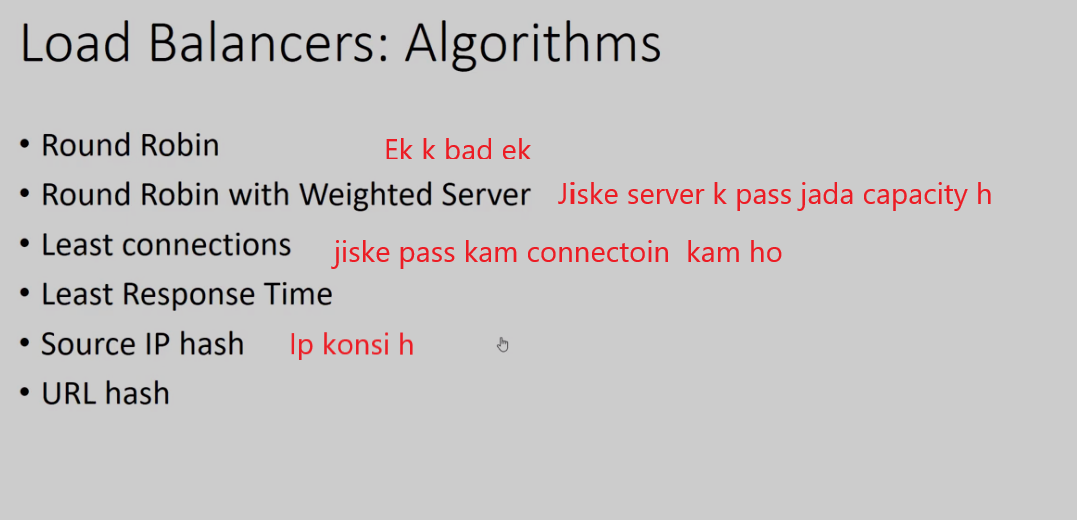 Load Balancers: Algorithms
• Round Robin Ek k bad ek
• Round Robin with Weighted Server Jiske server k pass jada capacity h
• Least connections jiske pass kam connectoin kam ho
• Least Response Time
• Source IP hash Ip konsi h
• URL hash